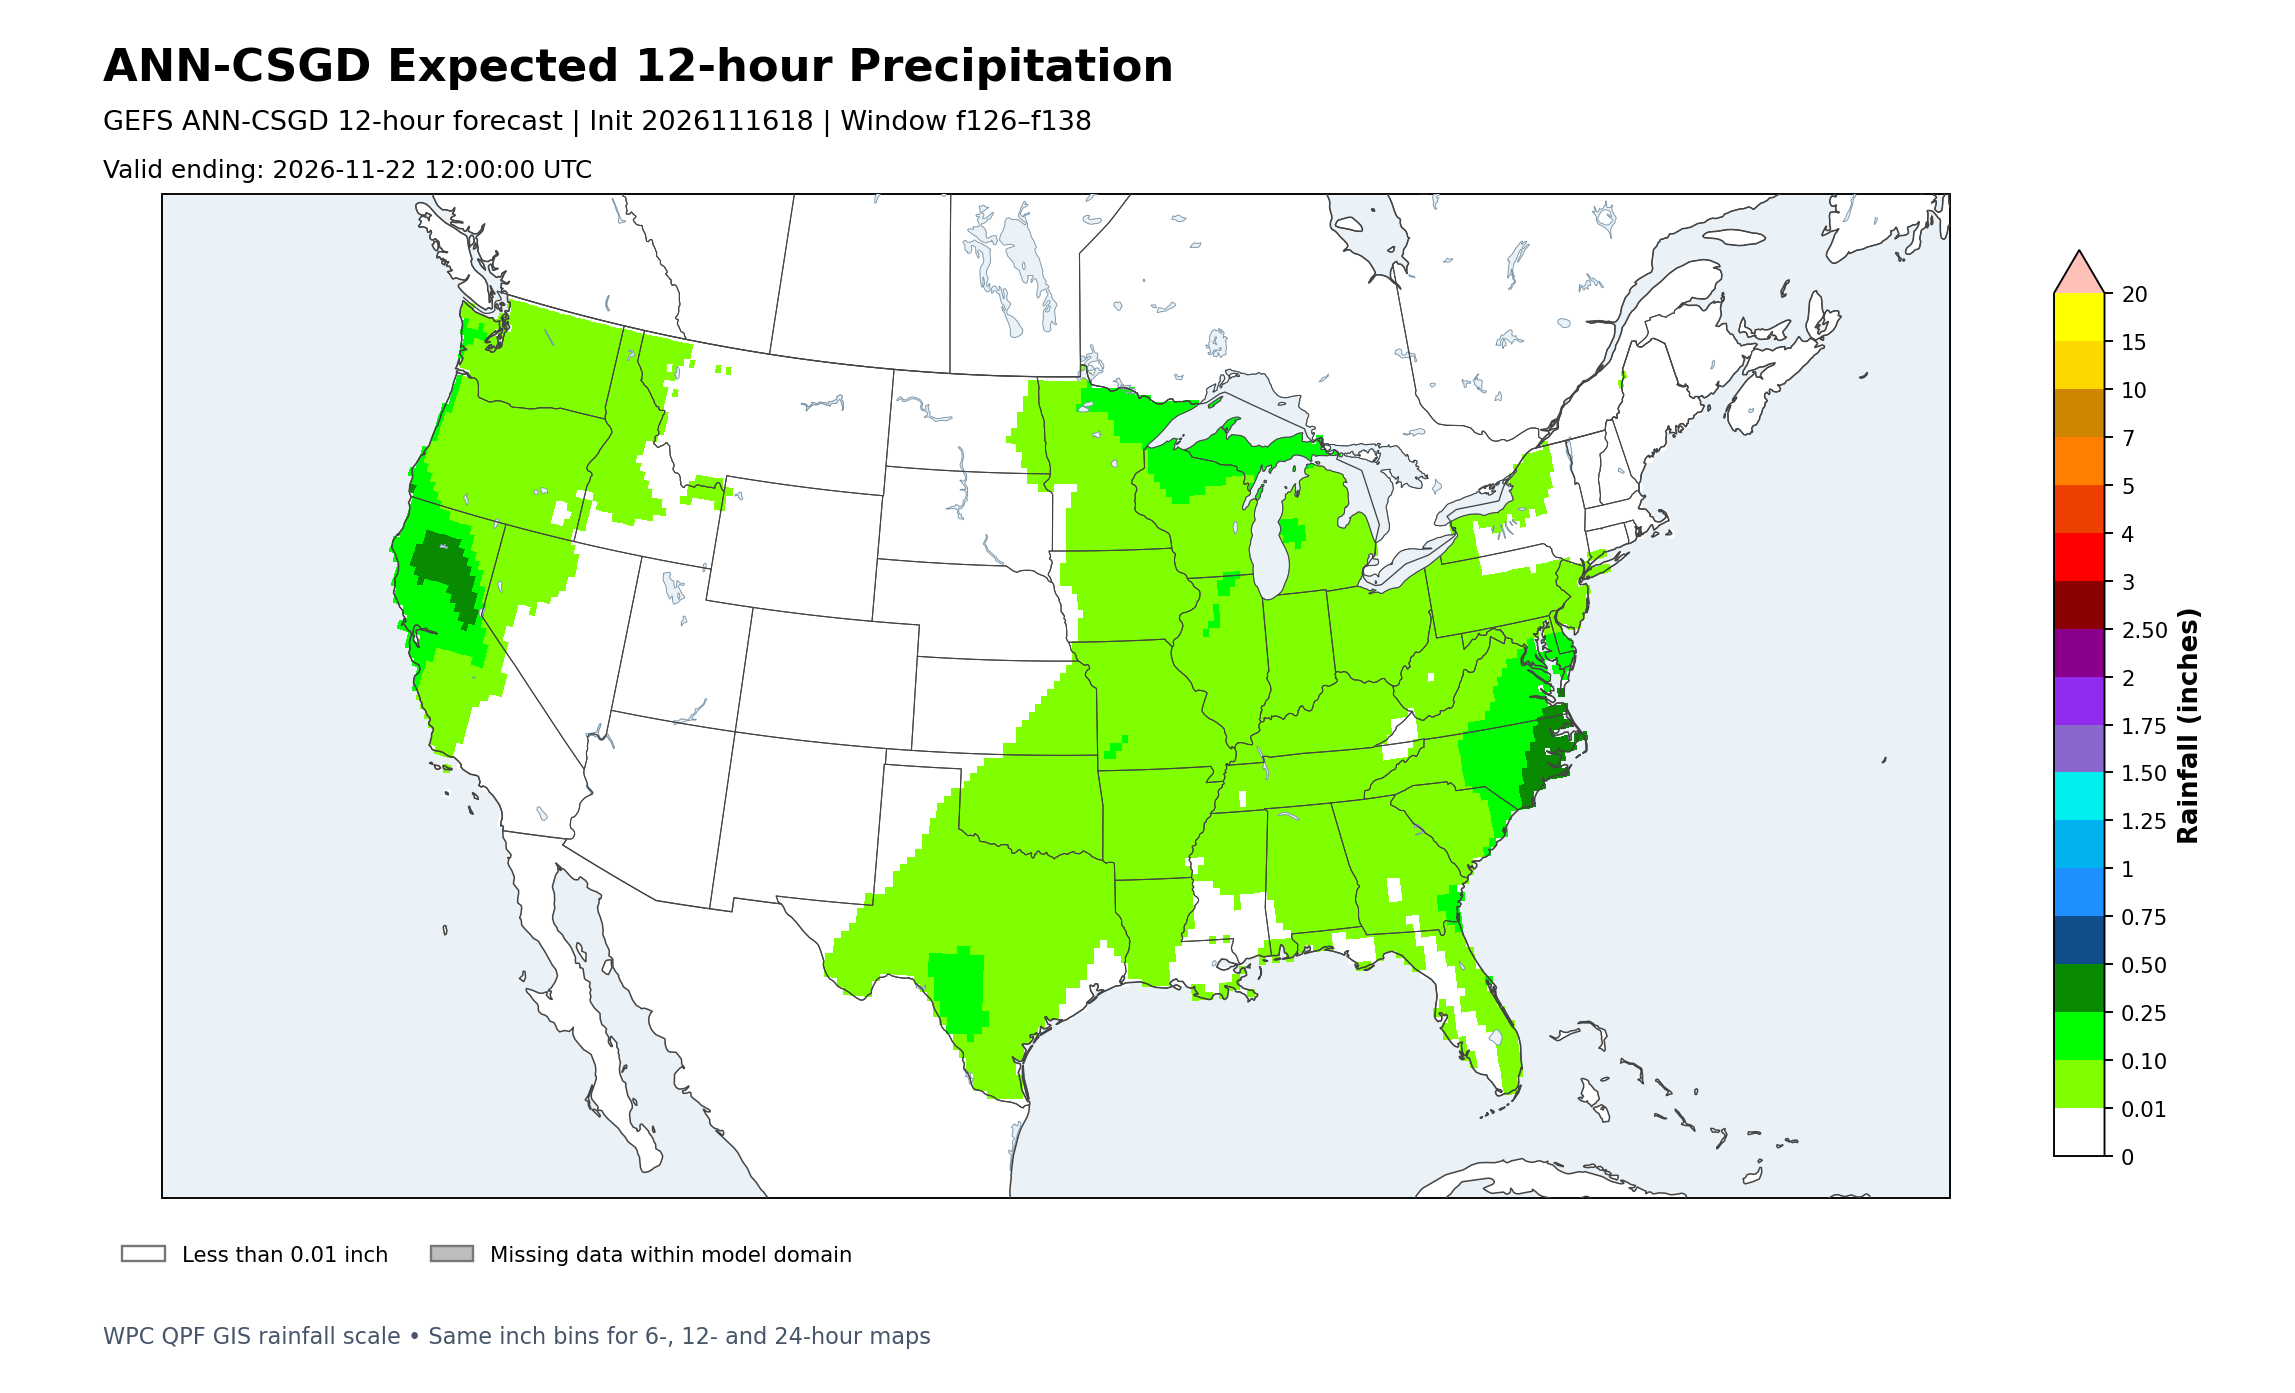 ANN-CSGD Expected 12-hour Precipitation
GEFS ANN-CSGD 12-hour forecast | Init 2026111618 | Window f126–f138
Valid ending: 2026-11-22 12:00:00 UTC
20
15
10
7
5
4
3
2.50
2
1.75
1.50
1.25
1
0.75
0.50
0.25
0.10
0.01
0
Rainfall (inches)
Less than 0.01 inch
Missing data within model domain
WPC QPF GIS rainfall scale • Same inch bins for 6-, 12- and 24-hour maps